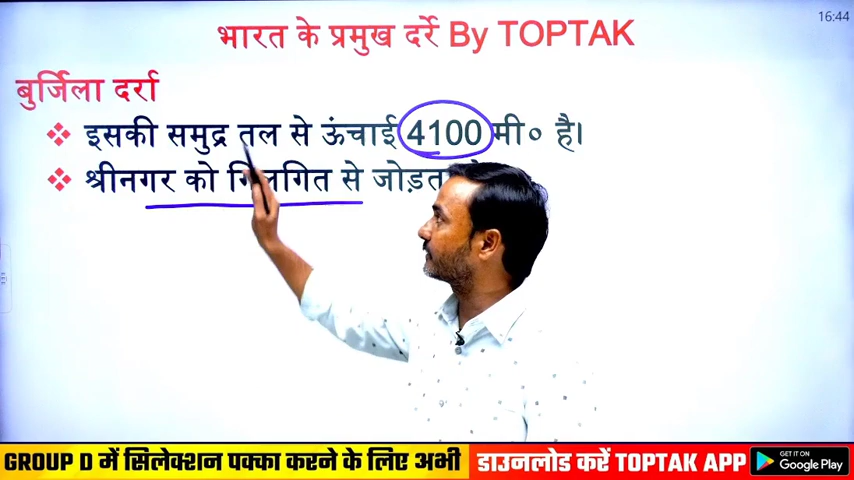 16:44
भारत के प्रमुख दर्रे By TOPTAK
बुर्जिला दर्रा
❖ इसकी समुद्र तल से ऊंचाई 4100 मी० है।
❖ श्रीनगर को गिलगित से
GROUP D में सिलेक्शन पक्का करने के लिए अभी डाउनलोड करें TOPTAK APP GET IT ON Google Play